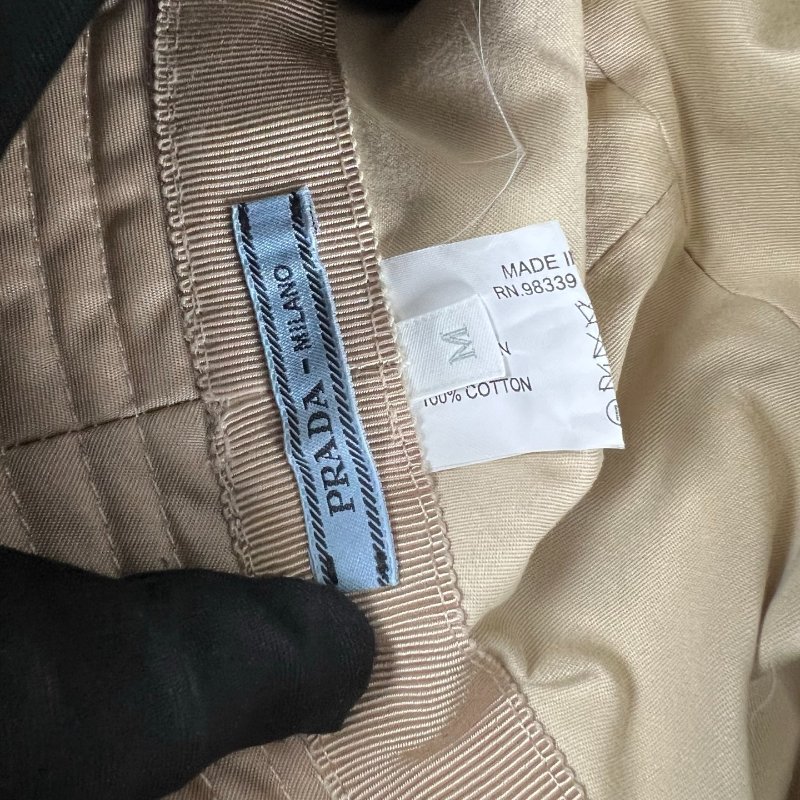 PRADA - MILANO
MADE I
RN.98339
M
N
100% COTTON